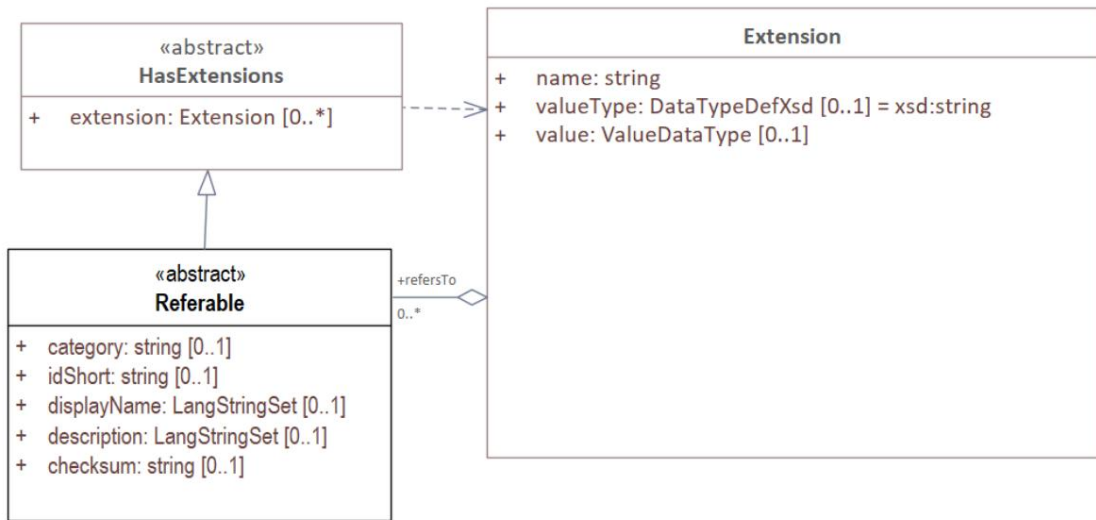 «abstract»
HasExtensions
+ extension: Extension [0..*]
Extension
+ name: string
+ valueType: DataTypeDefXsd [0..1] = xsd:string
+ value: ValueDataType [0..1]
«abstract»
Referable
+ category: string [0..1]
+ idShort: string [0..1]
+ displayName: LangStringSet [0..1]
+ description: LangStringSet [0..1]
+ checksum: string [0..1]
+refersTo
0..*